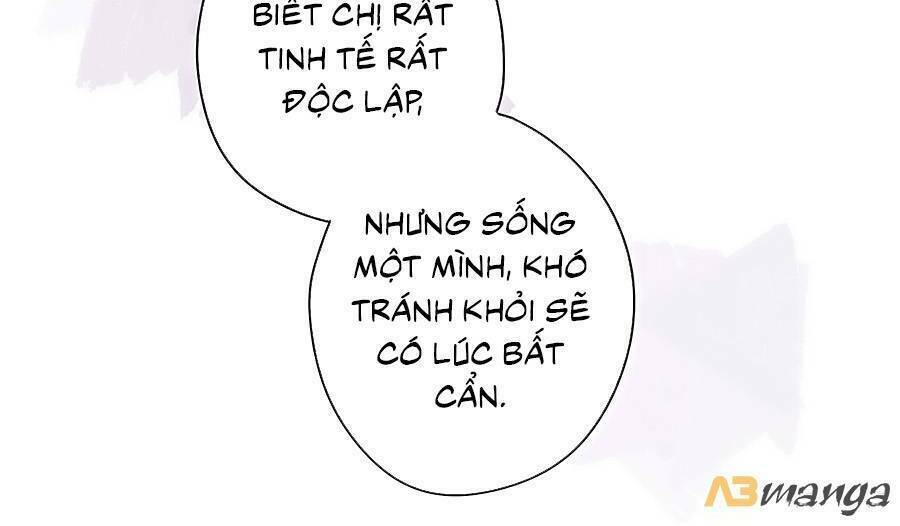 BIẾT CHỊ RẤT
TINH TẾ RẤT
ĐỘC LẬP,
NHƯNG SỐNG
MỘT MÌNH, KHÓ
TRÁNH KHỎI SẼ
CÓ LÚC BẤT
CẨN.
A3manga